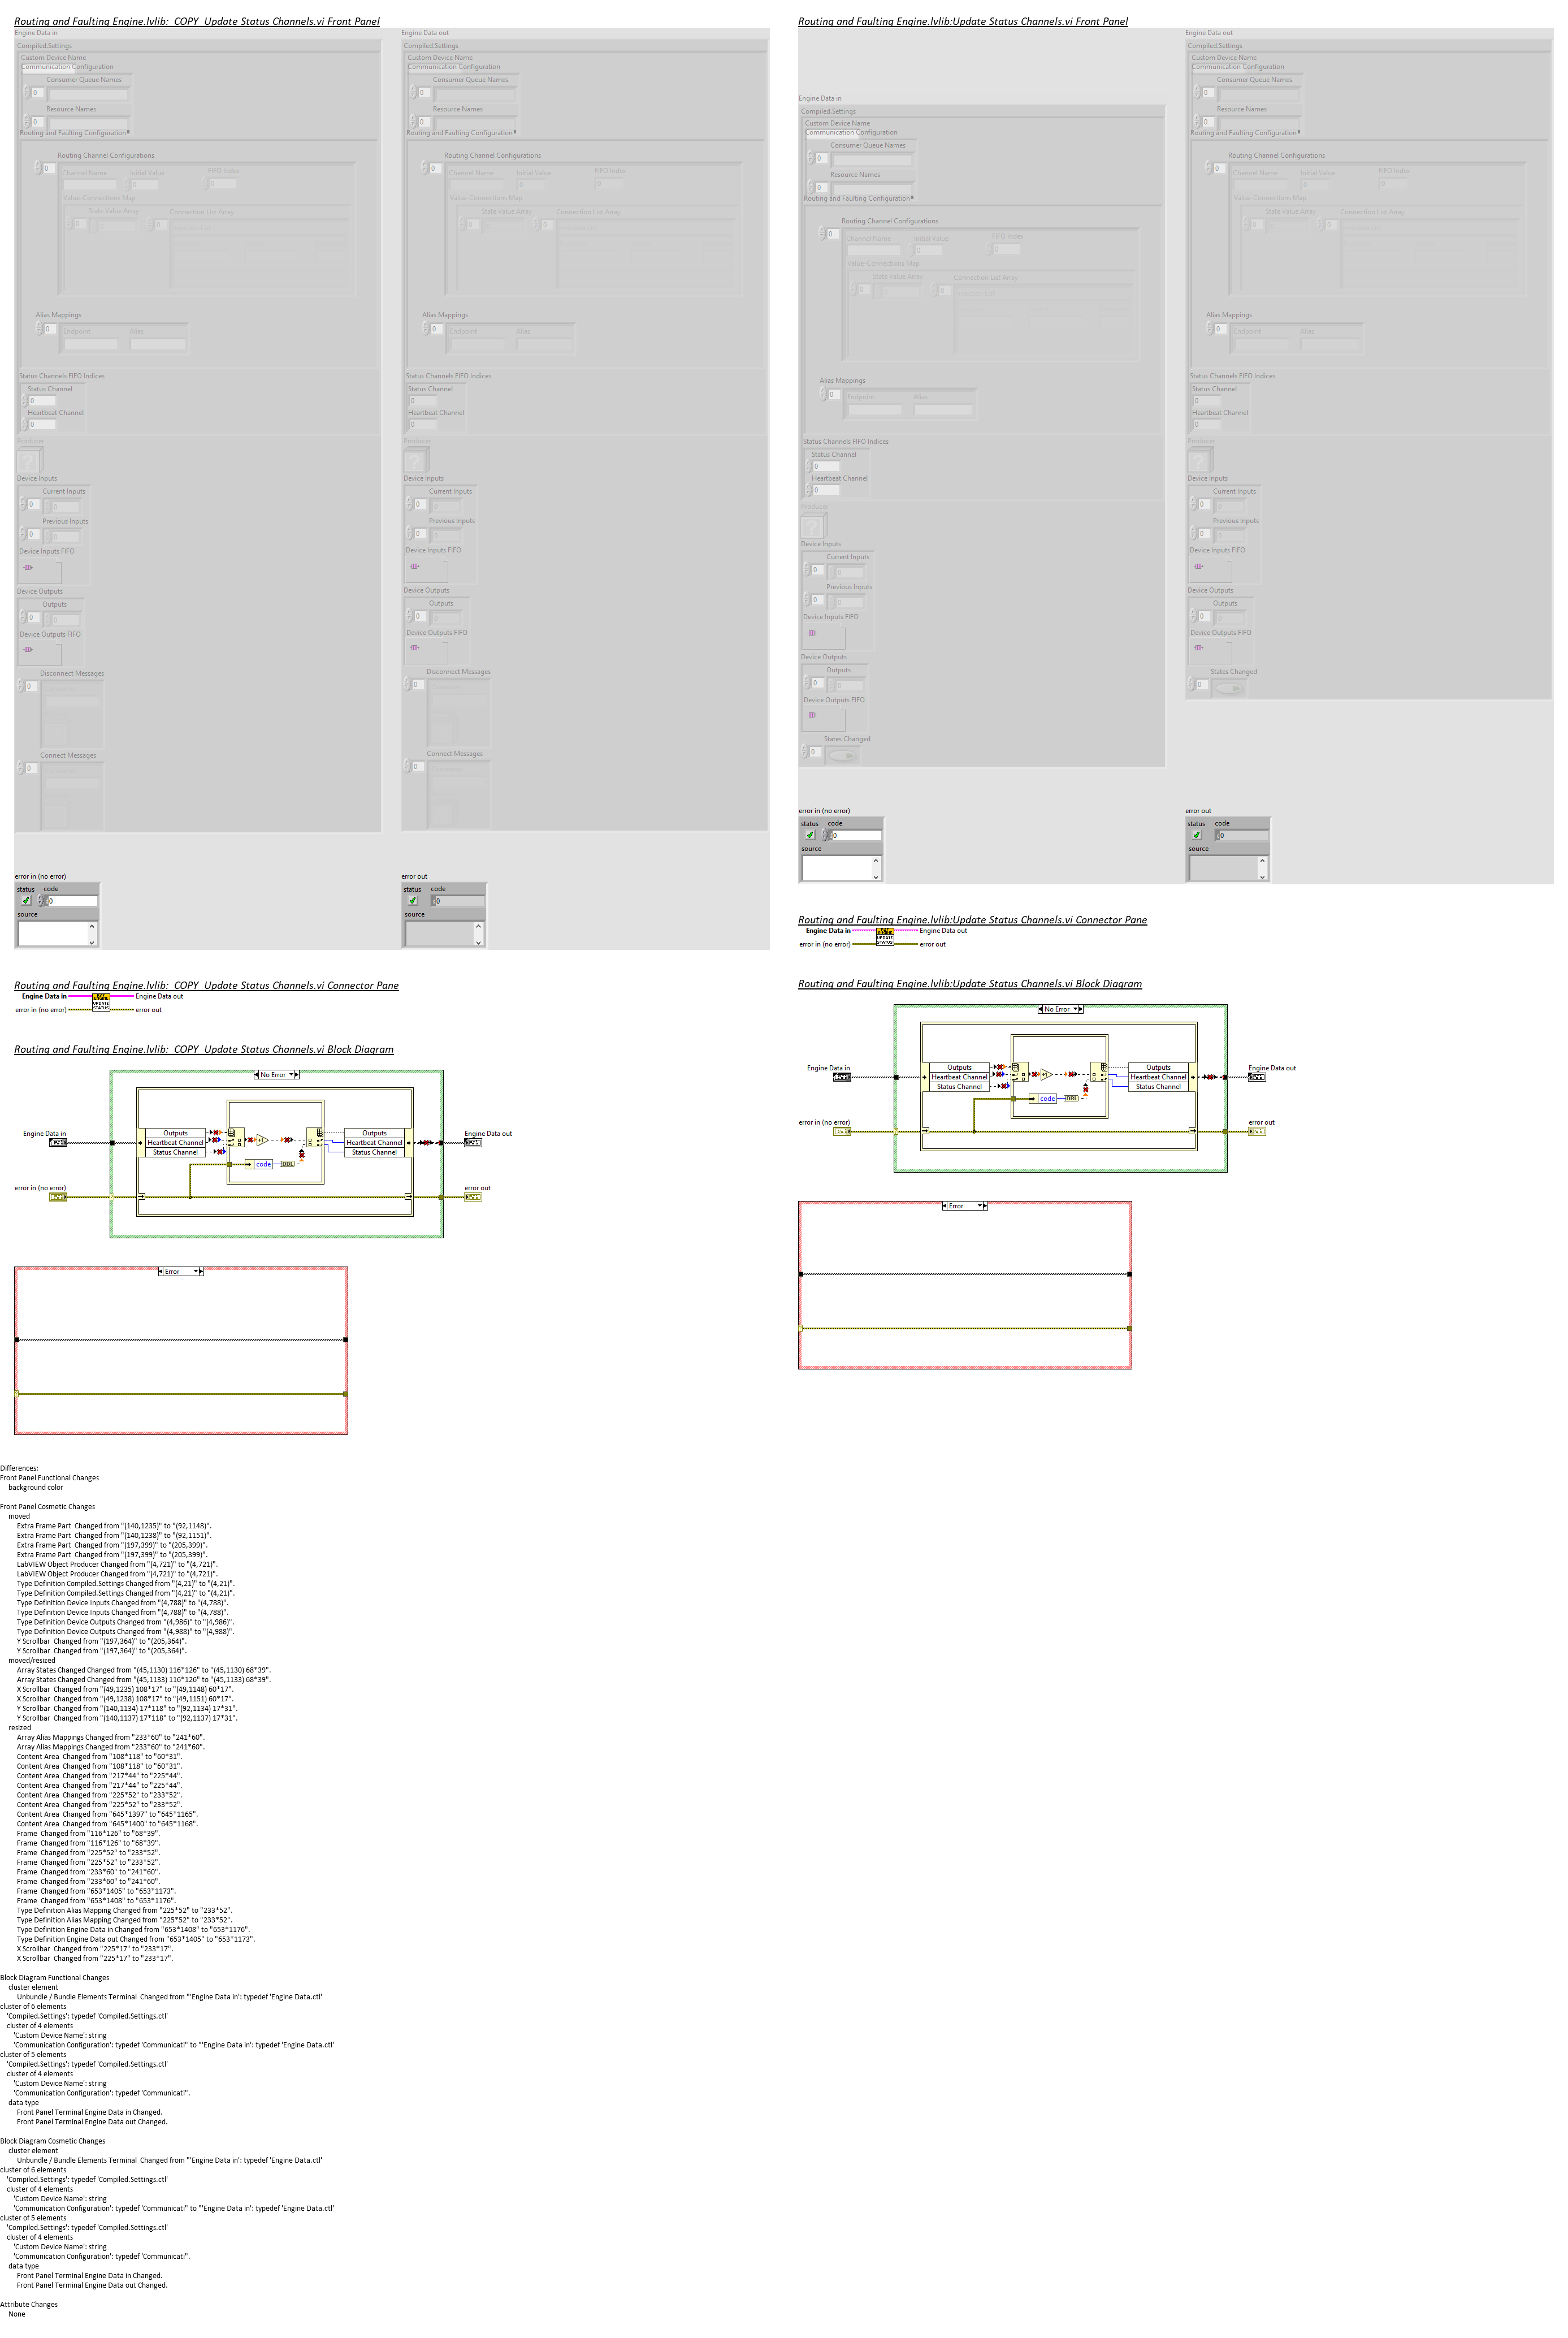 Routing and Faulting Engine.lvlib:_COPY_Update Status Channels.vi Front Panel
Engine Data in
Compiled.Settings
Custom Device Name
Communication Configuration
Consumer Queue Names
0
Resource Names
0
Routing and Faulting Configuration
Routing Channel Configurations
0
Channel Name
Initial Value
FIFO Index
Value-Connections Map
State Value Array
Connection List Array
Alias Mappings
0
Endpoint
Alias
Status Channels FIFO Indices
Status Channel
0
Heartbeat Channel
0
Producer
Device Inputs
Current Inputs
0
Previous Inputs
0
Device Inputs FIFO
Device Outputs
Outputs
0
Device Outputs FIFO
Disconnect Messages
0
Connect Messages
0
error in (no error)
status code
0
source
Engine Data out
Compiled.Settings
Custom Device Name
Communication Configuration
Consumer Queue Names
0
Resource Names
0
Routing and Faulting Configuration
Routing Channel Configurations
0
Channel Name
Initial Value
FIFO Index
Value-Connections Map
State Value Array
Connection List Array
Alias Mappings
0
Endpoint
Alias
Status Channels FIFO Indices
Status Channel
0
Heartbeat Channel
0
Producer
Device Inputs
Current Inputs
0
Previous Inputs
0
Device Inputs FIFO
Device Outputs
Outputs
0
Device Outputs FIFO
Disconnect Messages
0
Connect Messages
0
error out
status code
0
source
Routing and Faulting Engine.lvlib:_COPY_Update Status Channels.vi Connector Pane
Engine Data in
Engine Data out
UPDATE
STATUS
error in (no error)
error out
Routing and Faulting Engine.lvlib:_COPY_Update Status Channels.vi Block Diagram
No Error
Engine Data in
Outputs
Heartbeat Channel
Status Channel
+1
code
DBL
Outputs
Heartbeat Channel
Status Channel
Engine Data out
error in (no error)
error out
Error
Routing and Faulting Engine.lvlib:Update Status Channels.vi Front Panel
Engine Data in
Compiled.Settings
Custom Device Name
Communication Configuration
Consumer Queue Names
0
Resource Names
0
Routing and Faulting Configuration
Routing Channel Configurations
0
Channel Name
Initial Value
FIFO Index
Value-Connections Map
State Value Array
Connection List Array
Alias Mappings
0
Endpoint
Alias
Status Channels FIFO Indices
Status Channel
0
Heartbeat Channel
0
Producer
Device Inputs
Current Inputs
0
Previous Inputs
0
Device Inputs FIFO
Device Outputs
Outputs
0
Device Outputs FIFO
States Changed
0
error in (no error)
status code
0
source
Engine Data out
Compiled.Settings
Custom Device Name
Communication Configuration
Consumer Queue Names
0
Resource Names
0
Routing and Faulting Configuration
Routing Channel Configurations
0
Channel Name
Initial Value
FIFO Index
Value-Connections Map
State Value Array
Connection List Array
Alias Mappings
0
Endpoint
Alias
Status Channels FIFO Indices
Status Channel
0
Heartbeat Channel
0
Producer
Device Inputs
Current Inputs
0
Previous Inputs
0
Device Inputs FIFO
Device Outputs
Outputs
0
Device Outputs FIFO
States Changed
0
error out
status code
0
source
Routing and Faulting Engine.lvlib:Update Status Channels.vi Connector Pane
Engine Data in
Engine Data out
UPDATE
STATUS
error in (no error)
error out
Routing and Faulting Engine.lvlib:Update Status Channels.vi Block Diagram
No Error
Engine Data in
Outputs
Heartbeat Channel
Status Channel
+1
code
DBL
Outputs
Heartbeat Channel
Status Channel
Engine Data out
error in (no error)
error out
Error
Differences:
Front Panel Functional Changes
background color
Front Panel Cosmetic Changes
moved
Extra Frame Part Changed from "(140,1235)" to "(92,1148)".
Extra Frame Part Changed from "(140,1238)" to "(92,1151)".
Extra Frame Part Changed from "(197,399)" to "(205,399)".
Extra Frame Part Changed from "(197,399)" to "(205,399)".
LabVIEW Object Producer Changed from "(4,721)" to "(4,721)".
LabVIEW Object Producer Changed from "(4,721)" to "(4,721)".
Type Definition Compiled.Settings Changed from "(4,21)" to "(4,21)".
Type Definition Compiled.Settings Changed from "(4,21)" to "(4,21)".
Type Definition Device Inputs Changed from "(4,788)" to "(4,788)".
Type Definition Device Inputs Changed from "(4,788)" to "(4,788)".
Type Definition Device Outputs Changed from "(4,986)" to "(4,986)".
Type Definition Device Outputs Changed from "(4,988)" to "(4,988)".
Y Scrollbar Changed from "(197,364)" to "(205,364)".
Y Scrollbar Changed from "(197,364)" to "(205,364)".
moved/resized
Array States Changed Changed from "(45,1130) 116*126" to "(45,1130) 68*39".
Array States Changed Changed from "(45,1133) 116*126" to "(45,1133) 68*39".
X Scrollbar Changed from "(49,1235) 108*17" to "(49,1148) 60*17".
X Scrollbar Changed from "(49,1238) 108*17" to "(49,1151) 60*17".
Y Scrollbar Changed from "(140,1134) 17*118" to "(92,1134) 17*31".
Y Scrollbar Changed from "(140,1137) 17*118" to "(92,1137) 17*31".
resized
Array Alias Mappings Changed from "233*60" to "241*60".
Array Alias Mappings Changed from "233*60" to "241*60".
Content Area Changed from "108*118" to "60*31".
Content Area Changed from "108*118" to "60*31".
Content Area Changed from "217*44" to "225*44".
Content Area Changed from "217*44" to "225*44".
Content Area Changed from "225*52" to "233*52".
Content Area Changed from "225*52" to "233*52".
Content Area Changed from "645*1397" to "645*1165".
Content Area Changed from "645*1400" to "645*1168".
Frame Changed from "116*126" to "68*39".
Frame Changed from "116*126" to "68*39".
Frame Changed from "225*52" to "233*52".
Frame Changed from "225*52" to "233*52".
Frame Changed from "233*60" to "241*60".
Frame Changed from "233*60" to "241*60".
Frame Changed from "653*1405" to "653*1173".
Frame Changed from "653*1408" to "653*1176".
Type Definition Alias Mapping Changed from "225*52" to "233*52".
Type Definition Alias Mapping Changed from "225*52" to "233*52".
Type Definition Engine Data in Changed from "653*1408" to "653*1176".
Type Definition Engine Data out Changed from "653*1405" to "653*1173".
X Scrollbar Changed from "225*17" to "233*17".
X Scrollbar Changed from "225*17" to "233*17".
Block Diagram Functional Changes
cluster element
Unbundle / Bundle Elements Terminal Changed from "'Engine Data in': typedef 'Engine Data.ctl'
cluster of 6 elements
'Compiled.Settings': typedef 'Compiled.Settings.ctl'
cluster of 4 elements
'Custom Device Name': string
'Communication Configuration': typedef 'Communicati" to "'Engine Data in': typedef 'Engine Data.ctl'
cluster of 5 elements
'Compiled.Settings': typedef 'Compiled.Settings.ctl'
cluster of 4 elements
'Custom Device Name': string
'Communication Configuration': typedef 'Communicati".
data type
Front Panel Terminal Engine Data in Changed.
Front Panel Terminal Engine Data out Changed.
Block Diagram Cosmetic Changes
cluster element
Unbundle / Bundle Elements Terminal Changed from "'Engine Data in': typedef 'Engine Data.ctl'
cluster of 6 elements
'Compiled.Settings': typedef 'Compiled.Settings.ctl'
cluster of 4 elements
'Custom Device Name': string
'Communication Configuration': typedef 'Communicati" to "'Engine Data in': typedef 'Engine Data.ctl'
cluster of 5 elements
'Compiled.Settings': typedef 'Compiled.Settings.ctl'
cluster of 4 elements
'Custom Device Name': string
'Communication Configuration': typedef 'Communicati".
data type
Front Panel Terminal Engine Data in Changed.
Front Panel Terminal Engine Data out Changed.
Attribute Changes
None